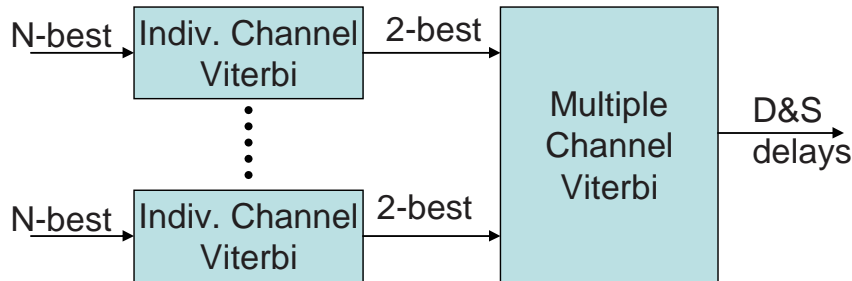 N-best
Indiv. Channel
Viterbi
2-best
Multiple
Channel
Viterbi
D&S
delays
N-best
Indiv. Channel
Viterbi
2-best